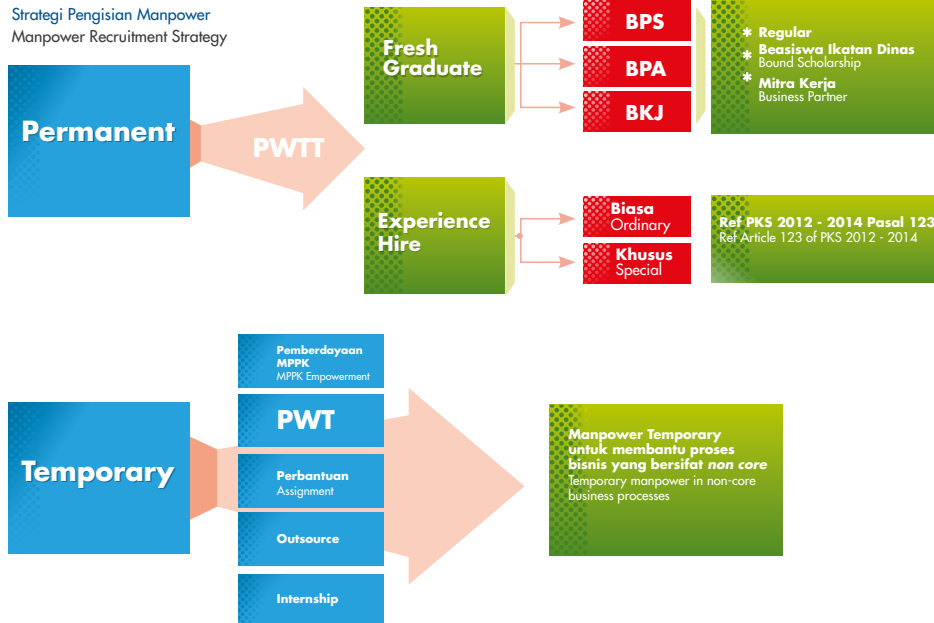 Strategi Pengisian Manpower
Manpower Recruitment Strategy
Permanent
PWTT
Fresh
Graduate
BPS
BPA
BKJ
* Regular
* Beasiswa Ikatan Dinas
Bound Scholarship
* Mitra Kerja
Business Partner
Experience
Hire
Biasa
Ordinary
Khusus
Special
Ref PKS 2012 - 2014 Pasal 123
Ref Article 123 of PKS 2012 - 2014
Temporary
Pemberdayaan
MPPK
MPPK Empowerment
PWT
Perbantuan
Assignment
Outsource
Internship
Manpower Temporary
untuk membantu proses
bisnis yang bersifat non core
Temporary manpower in non-core
business processes